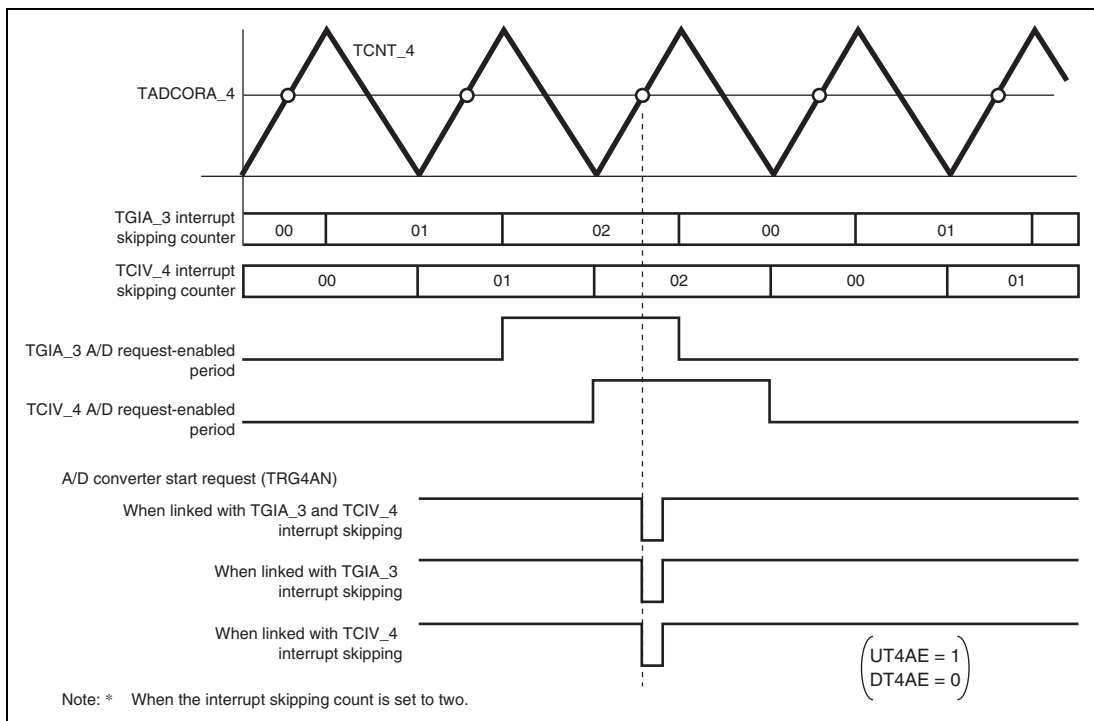 TCNT_4
TADCORA_4
TGIA_3 interrupt
skipping counter
00 01 02 00 01
TCIV_4 interrupt
skipping counter
00 01 02 00 01
TGIA_3 A/D request-enabled
period
TCIV_4 A/D request-enabled
period
A/D converter start request (TRG4AN)
When linked with TGIA_3 and TCIV_4
interrupt skipping
When linked with TGIA_3
interrupt skipping
When linked with TCIV_4
interrupt skipping
UT4AE = 1
DT4AE = 0
Note: * When the interrupt skipping count is set to two.